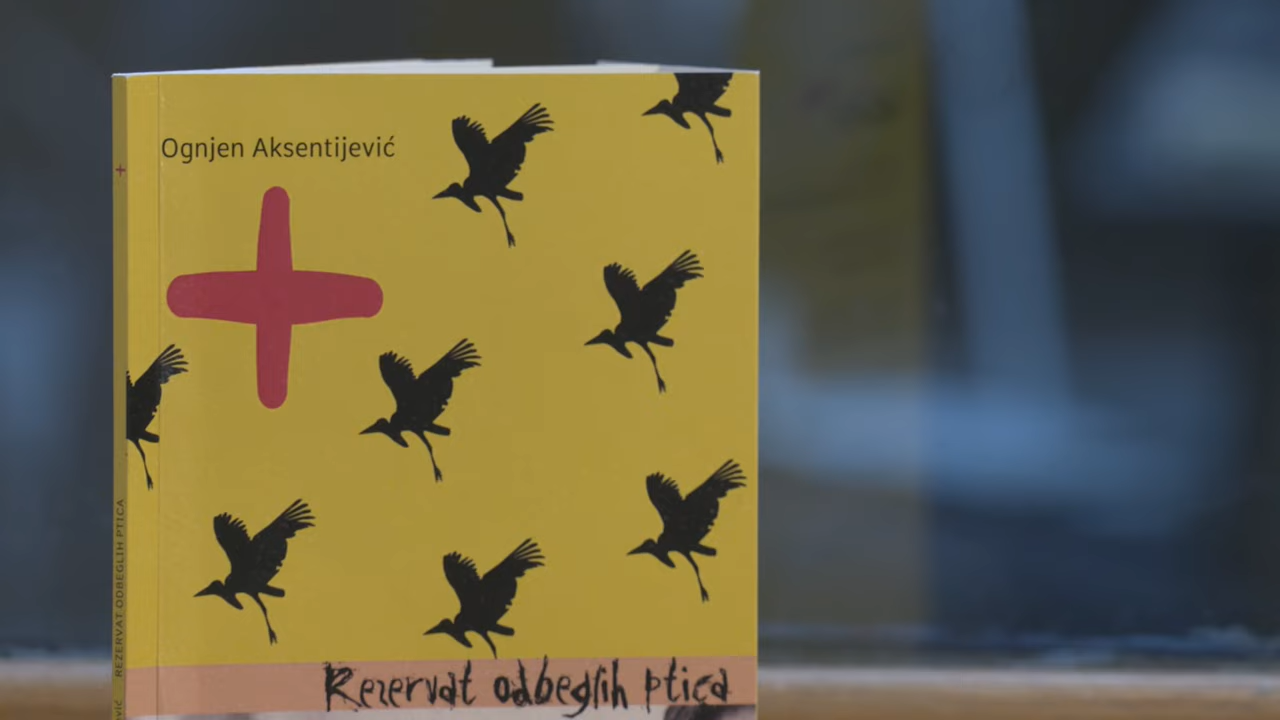 Ognjen Aksentijević
Rezervat odbeglih ptica
REZERVAT ODBEGLIH PTICA